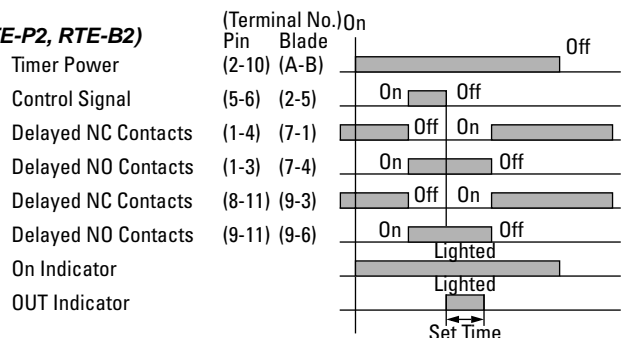 (Terminal No.) On
E-P2, RTE-B2) Pin Blade Off
Timer Power (2-10) (A-B)
Control Signal (5-6) (2-5) On Off
Delayed NC Contacts (1-4) (7-1) Off On
Delayed NO Contacts (1-3) (7-4) On Off
Delayed NC Contacts (8-11) (9-3) Off On
Delayed NO Contacts (9-11) (9-6) On Off
Lighted
On Indicator
Lighted
OUT Indicator
Set Time